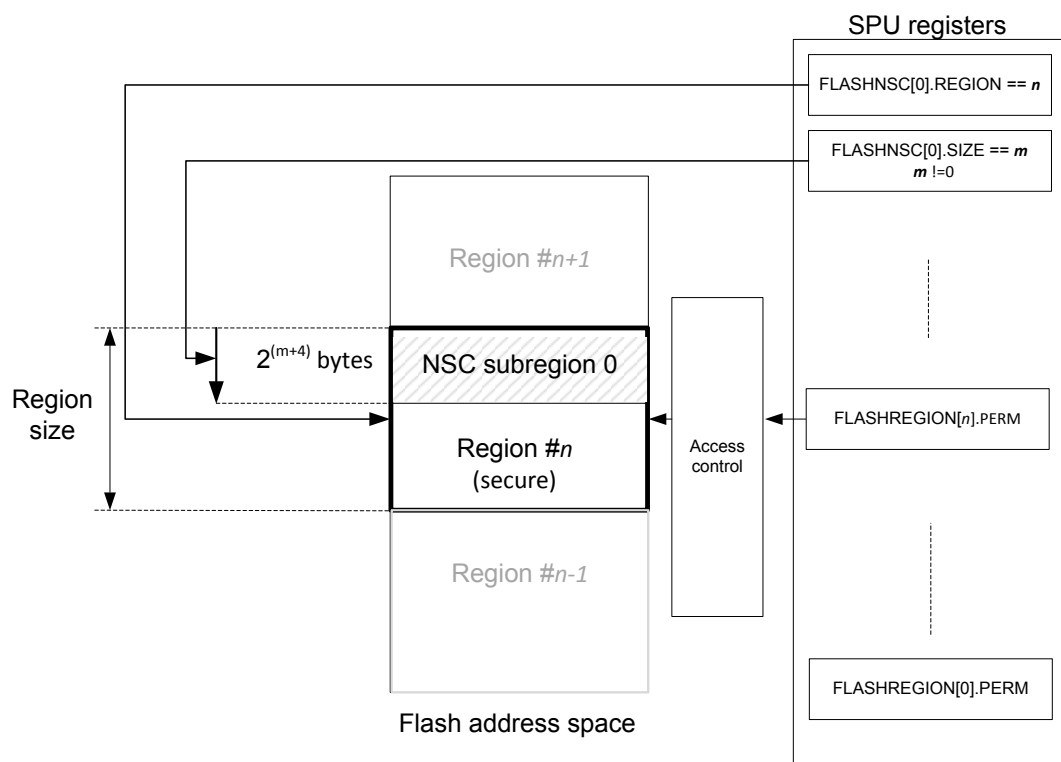 SPU registers
FLASHNSC[0].REGION == n
FLASHNSC[0].SIZE == m
m !=0
Region #n+1
2^(m+4) bytes
NSC subregion 0
Region
size
Region #n
(secure)
Access
control
FLASHREGION[n].PERM
Region #n-1
FLASHREGION[0].PERM
Flash address space